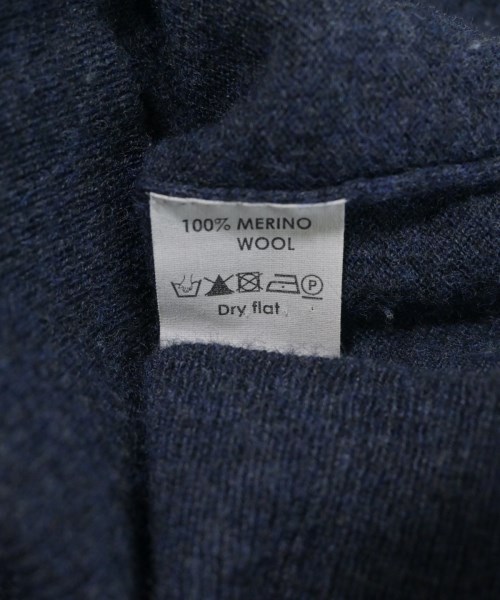 100% MERINO
WOOL
P
Dry flat